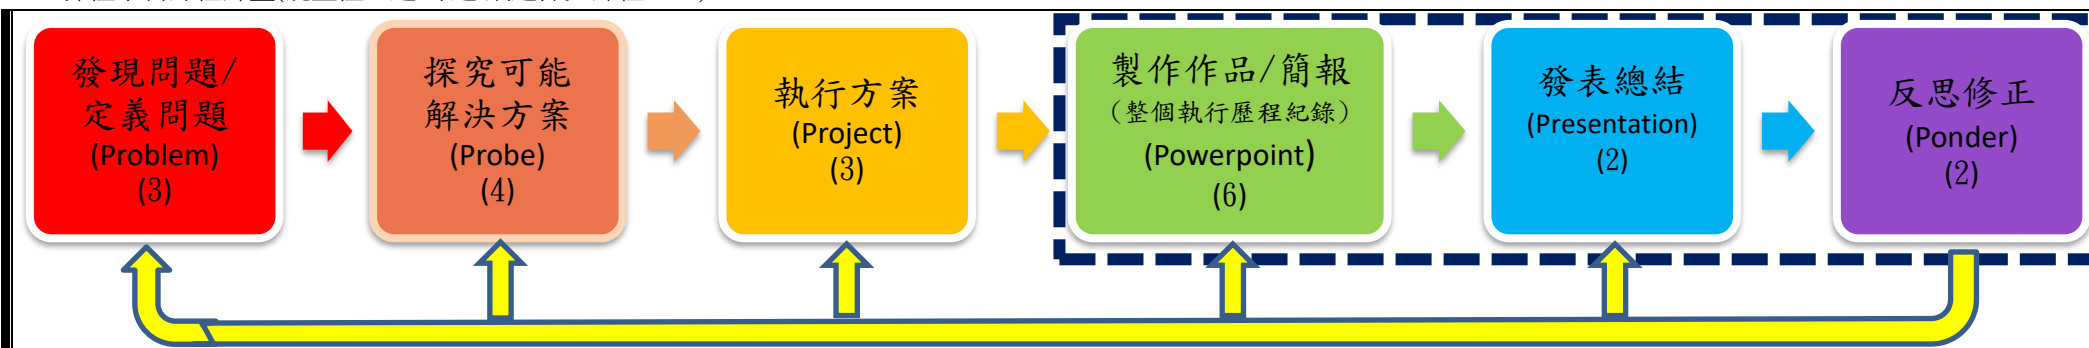 發現問題/
定義問題
(Problem)
(3)
探究可能
解決方案
(Probe)
(4)
執行方案
(Project)
(3)
製作作品/簡報
(整個執行歷程紀錄)
(Powerpoint)
(6)
發表總結
(Presentation)
(2)
反思修正
(Ponder)
(2)